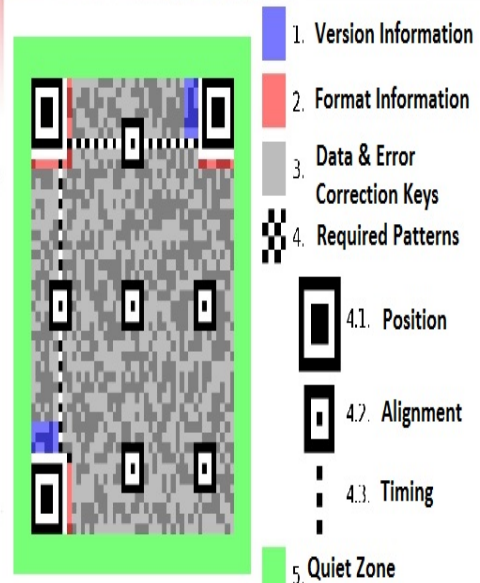 1. Version Information
2. Format Information
3. Data & Error
Correction Keys
4. Required Patterns
4.1. Position
4.2. Alignment
4.3. Timing
5. Quiet Zone